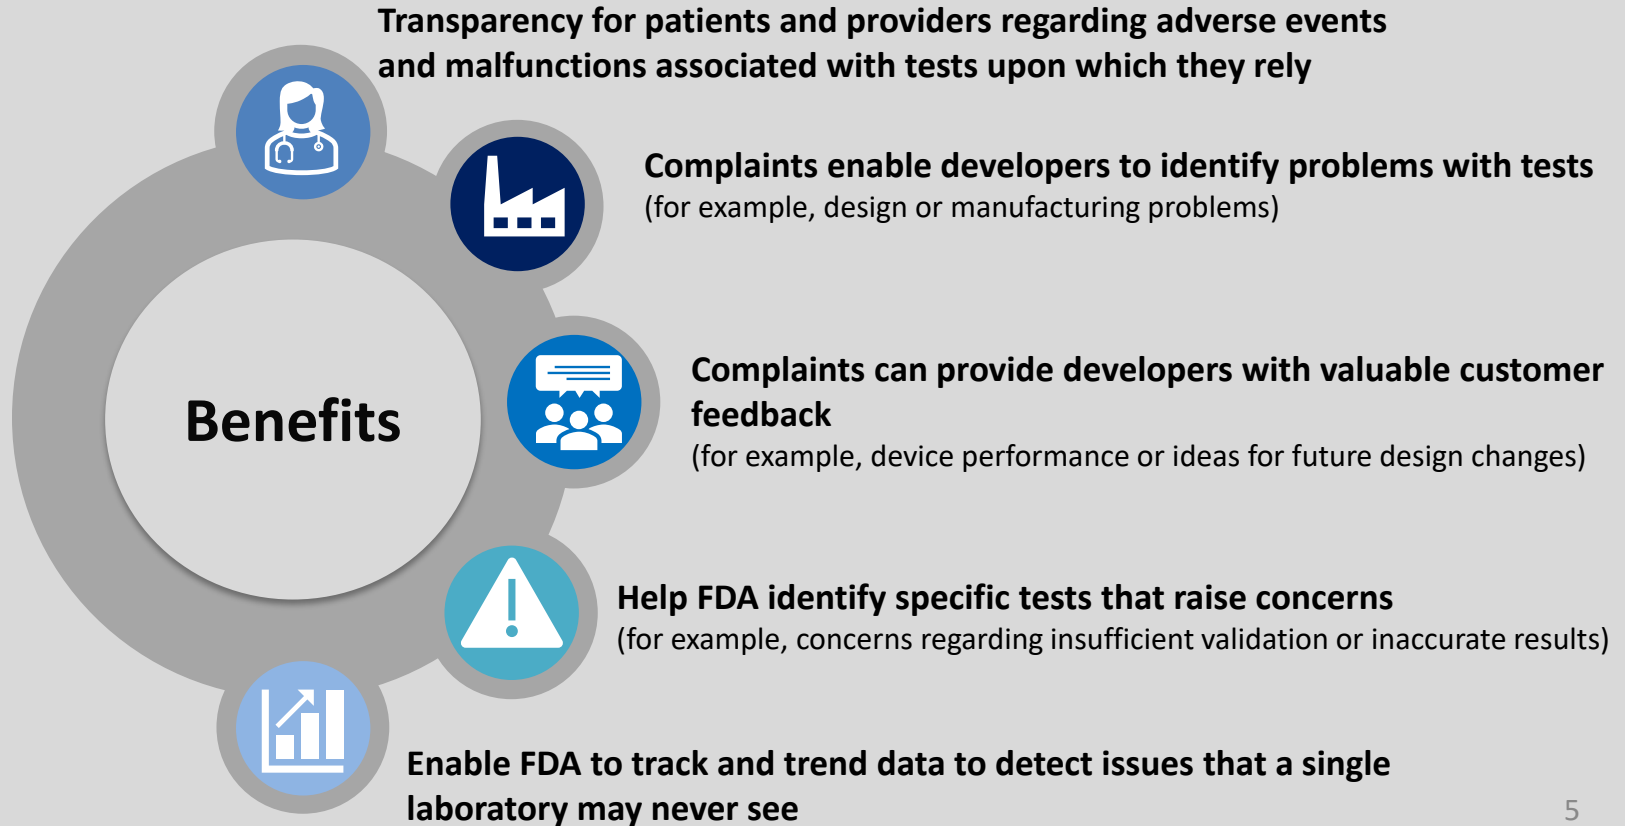 Transparency for patients and providers regarding adverse events
and malfunctions associated with tests upon which they rely
Complaints enable developers to identify problems with tests
(for example, design or manufacturing problems)
Benefits
Complaints can provide developers with valuable customer
feedback
(for example, device performance or ideas for future design changes)
Help FDA identify specific tests that raise concerns
(for example, concerns regarding insufficient validation or inaccurate results)
Enable FDA to track and trend data to detect issues that a single
laboratory may never see
5